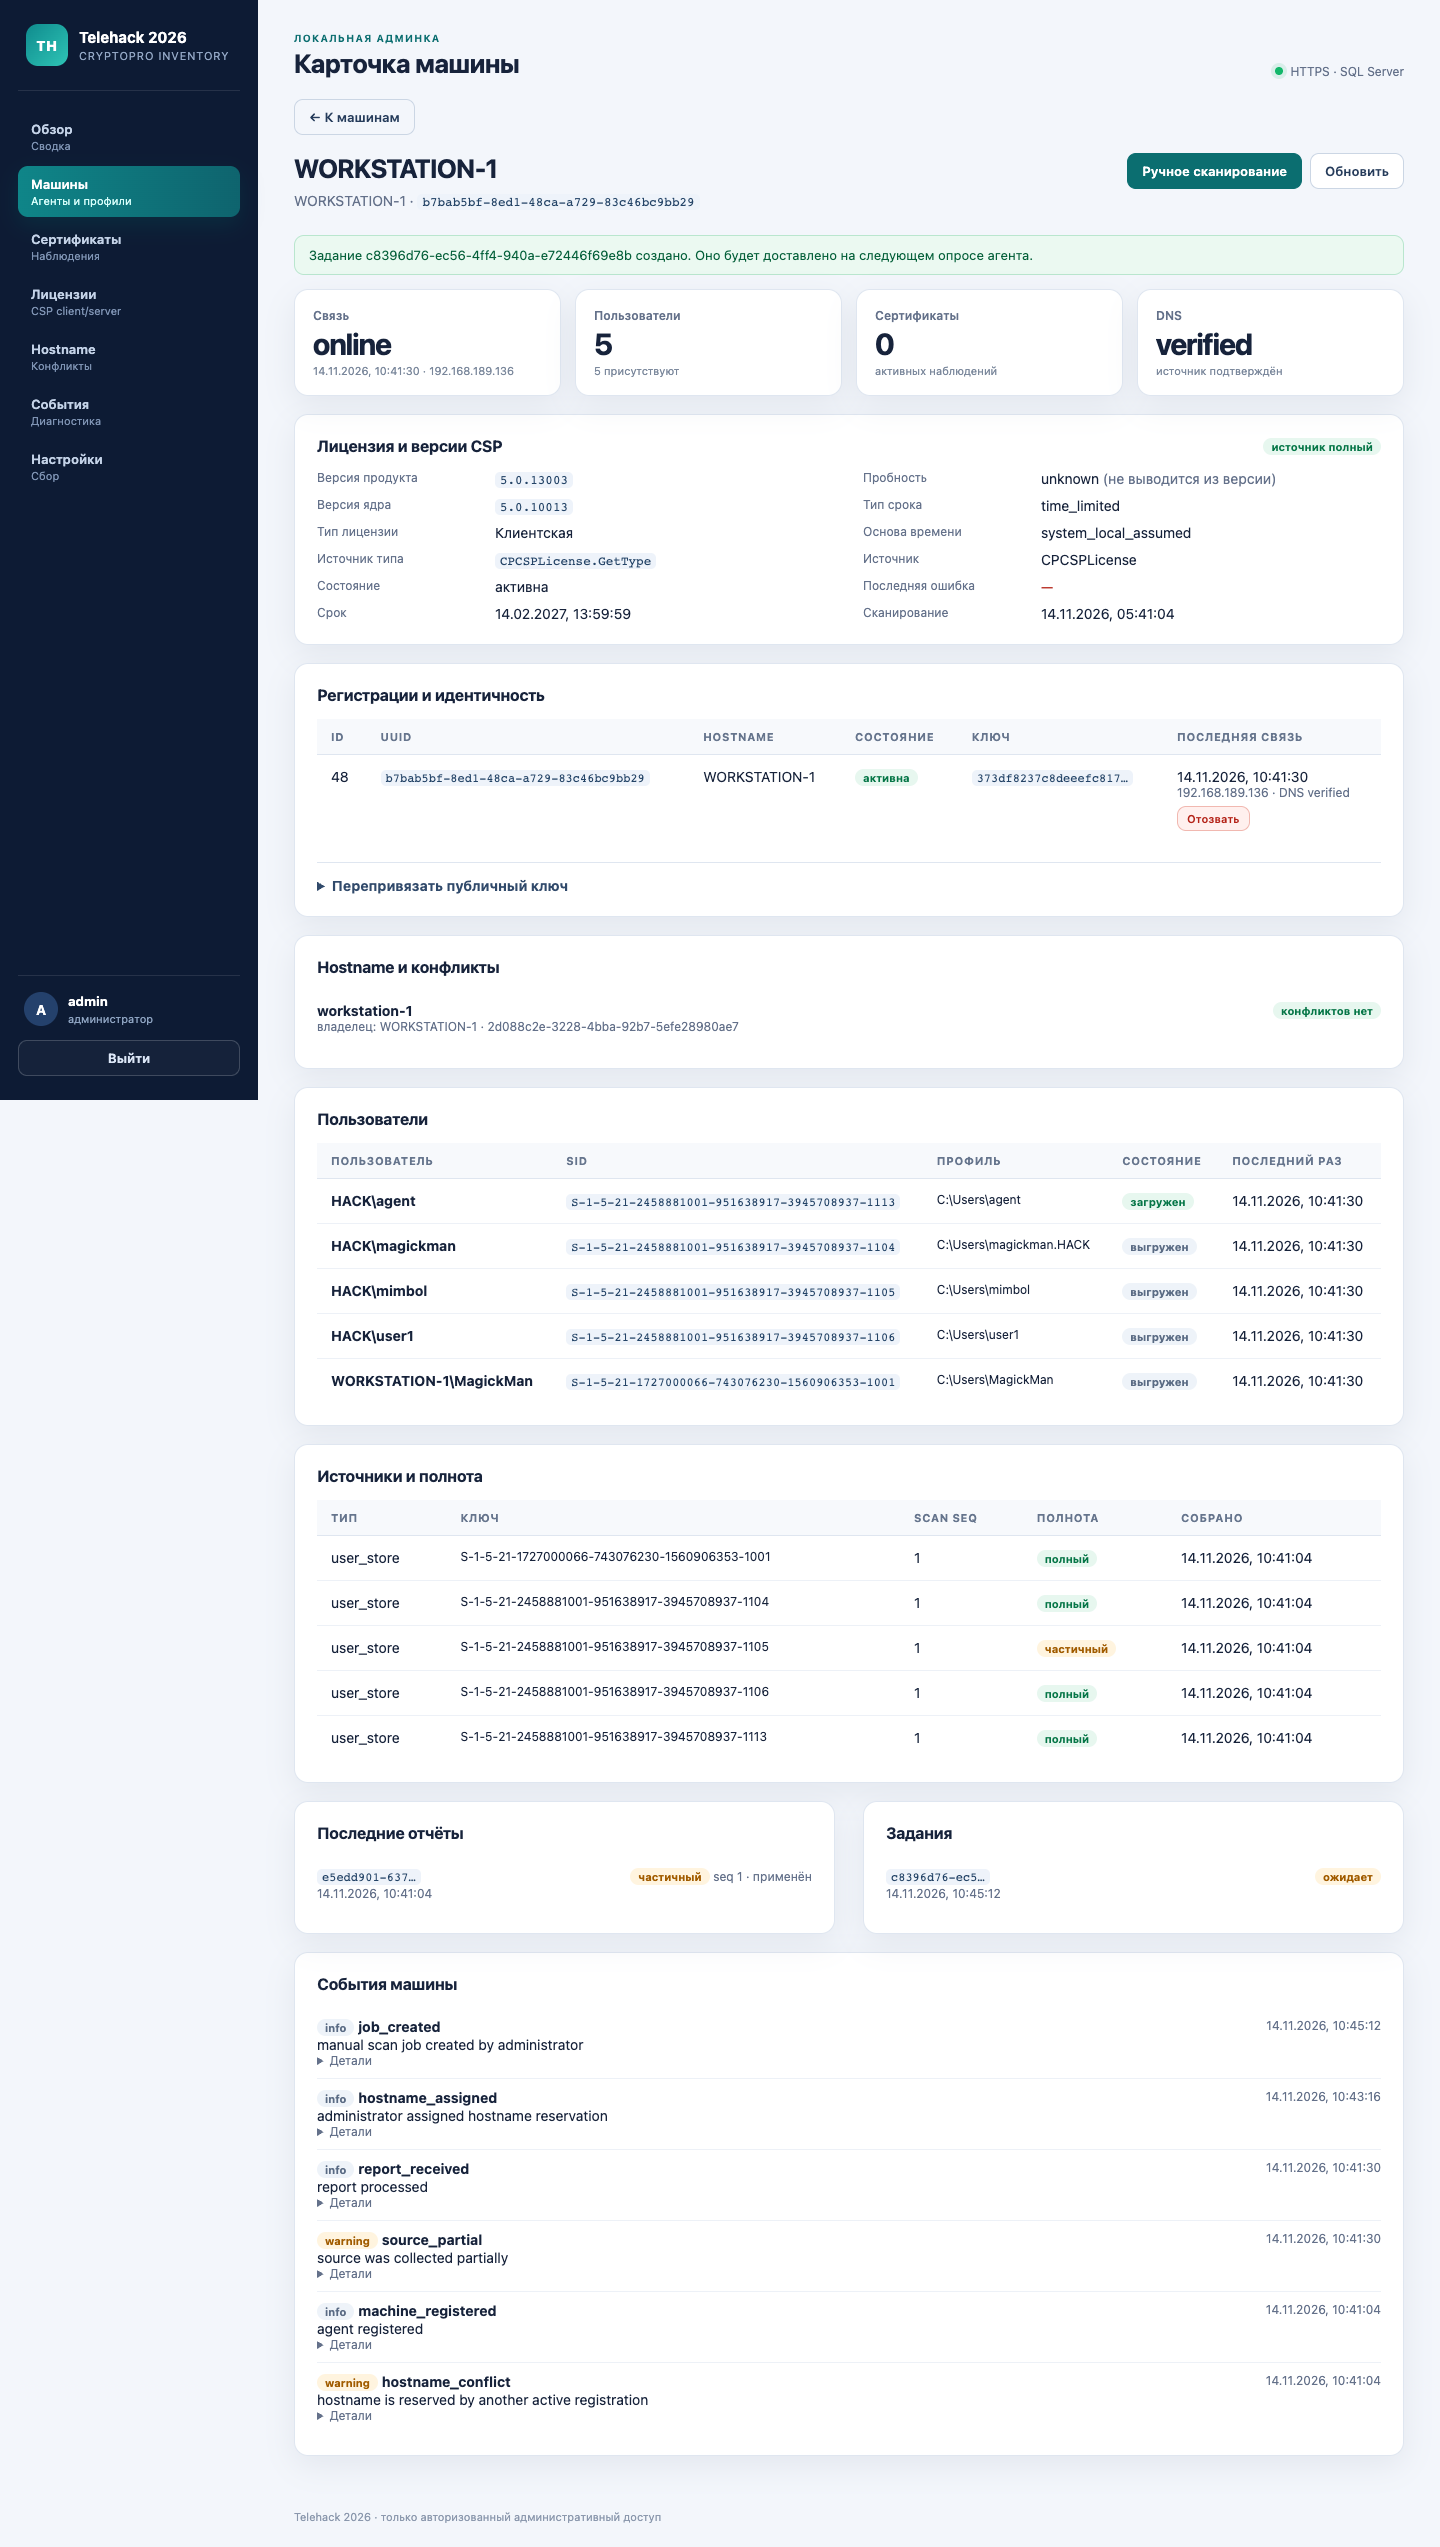 TH
Telehack 2026
CRYPTOPRO INVENTORY
Обзор
Сводка
Машины
Агенты и профили
Сертификаты
Наблюдения
Лицензии
CSP client/server
Hostname
Конфликты
События
Диагностика
Настройки
Сбор
A
admin
администратор
Выйти
ЛОКАЛЬНАЯ АДМИНКА
Карточка машины
HTTPS · SQL Server
← К машинам
WORKSTATION-1
Ручное сканирование
Обновить
WORKSTATION-1 · b7bab5bf-8ed1-48ca-a729-83c46bc9bb29
Задание c8396d76-ec56-4ff4-940a-e72446f69e8b создано. Оно будет доставлено на следующем опросе агента.
Связь
online
14.11.2026, 10:41:30 · 192.168.189.136
Пользователи
5
5 присутствуют
Сертификаты
0
активных наблюдений
DNS
verified
источник подтверждён
Лицензия и версии CSP
источник полный
Версия продукта 5.0.13003
Версия ядра 5.0.10013
Тип лицензии Клиентская
Источник типа CPCSPLicense.GetType
Состояние активна
Срок 14.02.2027, 13:59:59
Пробность unknown (не выводится из версии)
Тип срока time_limited
Основа времени system_local_assumed
Источник CPCSPLicense
Последняя ошибка —
Сканирование 14.11.2026, 05:41:04
Регистрации и идентичность
ID UUID HOSTNAME СОСТОЯНИЕ КЛЮЧ ПОСЛЕДНЯЯ СВЯЗЬ
48 b7bab5bf-8ed1-48ca-a729-83c46bc9bb29 WORKSTATION-1 активна 373df8237c8deeefc817… 14.11.2026, 10:41:30
192.168.189.136 · DNS verified
Отозвать
▶ Перепривязать публичный ключ
Hostname и конфликты
workstation-1
конфликтов нет
владелец: WORKSTATION-1 · 2d088c2e-3228-4bba-92b7-5efe28980ae7
Пользователи
ПОЛЬЗОВАТЕЛЬ SID ПРОФИЛЬ СОСТОЯНИЕ ПОСЛЕДНИЙ РАЗ
HACK\agent S-1-5-21-2458881001-951638917-3945708937-1113 C:\Users\agent загружен 14.11.2026, 10:41:30
HACK\magickman S-1-5-21-2458881001-951638917-3945708937-1104 C:\Users\magickman.HACK выгружен 14.11.2026, 10:41:30
HACK\mimbol S-1-5-21-2458881001-951638917-3945708937-1105 C:\Users\mimbol выгружен 14.11.2026, 10:41:30
HACK\user1 S-1-5-21-2458881001-951638917-3945708937-1106 C:\Users\user1 выгружен 14.11.2026, 10:41:30
WORKSTATION-1\MagickMan S-1-5-21-1727000066-743076230-1560906353-1001 C:\Users\MagickMan выгружен 14.11.2026, 10:41:30
Источники и полнота
ТИП КЛЮЧ SCAN SEQ ПОЛНОТА СОБРАНО
user_store S-1-5-21-1727000066-743076230-1560906353-1001 1 полный 14.11.2026, 10:41:04
user_store S-1-5-21-2458881001-951638917-3945708937-1104 1 полный 14.11.2026, 10:41:04
user_store S-1-5-21-2458881001-951638917-3945708937-1105 1 частичный 14.11.2026, 10:41:04
user_store S-1-5-21-2458881001-951638917-3945708937-1106 1 полный 14.11.2026, 10:41:04
user_store S-1-5-21-2458881001-951638917-3945708937-1113 1 полный 14.11.2026, 10:41:04
Последние отчёты
e5edd901-637… частичный seq 1 · применён
14.11.2026, 10:41:04
Задания
c8396d76-ec5… ожидает
14.11.2026, 10:45:12
События машины
info job_created 14.11.2026, 10:45:12
manual scan job created by administrator
▶ Детали
info hostname_assigned 14.11.2026, 10:43:16
administrator assigned hostname reservation
▶ Детали
info report_received 14.11.2026, 10:41:30
report processed
▶ Детали
warning source_partial 14.11.2026, 10:41:30
source was collected partially
▶ Детали
info machine_registered 14.11.2026, 10:41:04
agent registered
▶ Детали
warning hostname_conflict 14.11.2026, 10:41:04
hostname is reserved by another active registration
▶ Детали
Telehack 2026 · только авторизованный административный доступ